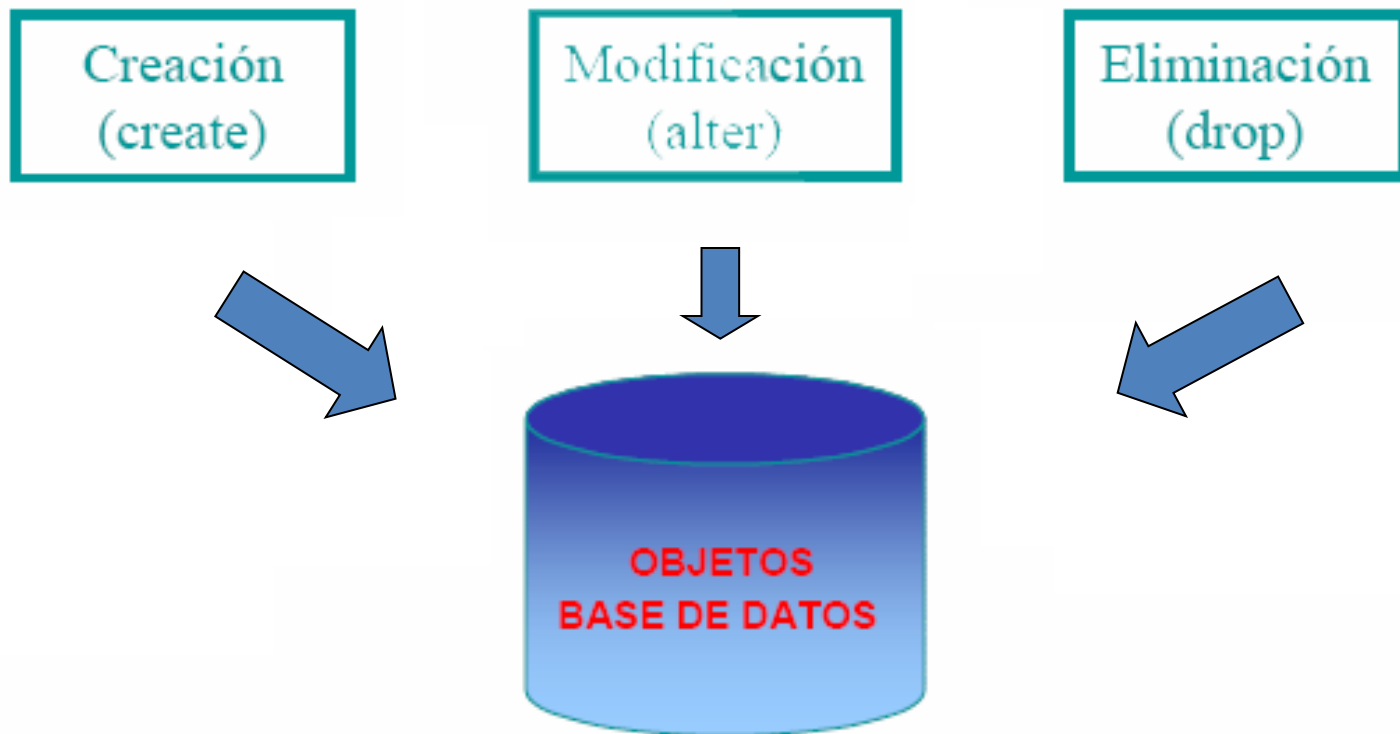 Creación
(create)
Modificación
(alter)
Eliminación
(drop)
OBJETOS
BASE DE DATOS